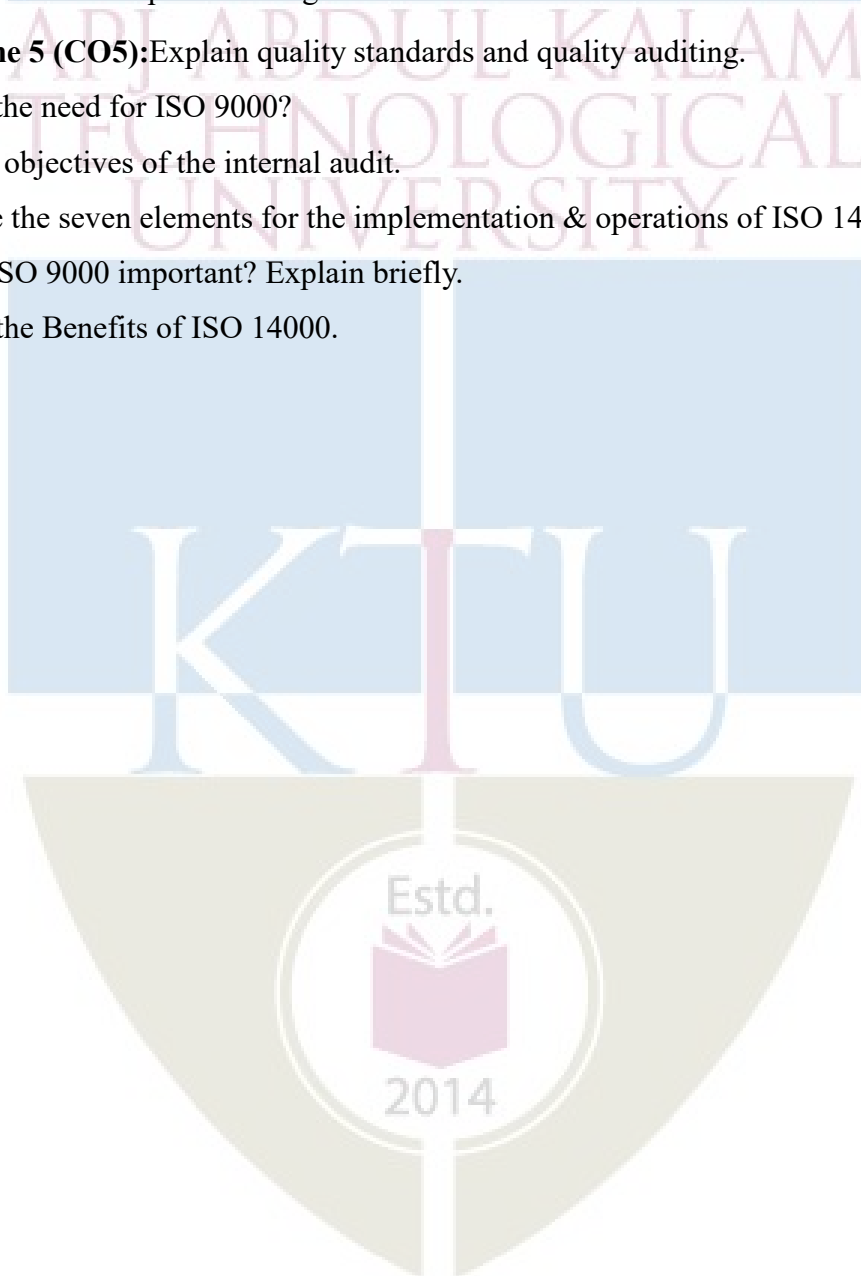 APJ ABDUL KALAM
TECHNOLOGICAL
UNIVERSITY
ne 5 (CO5):Explain quality standards and quality auditing.
the need for ISO 9000?
objectives of the internal audit.
e the seven elements for the implementation & operations of ISO 14
SO 9000 important? Explain briefly.
the Benefits of ISO 14000.
KTU
Estd.
2014